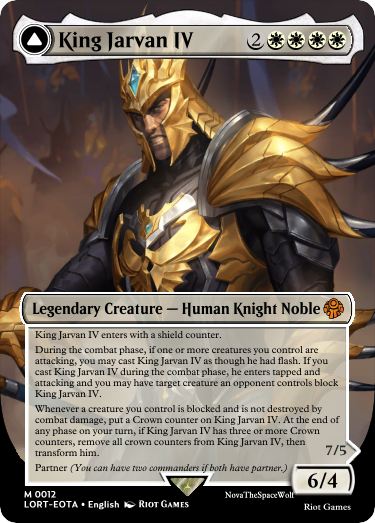 King Jarvan IV 2
Legendary Creature — Human Knight Noble
King Jarvan IV enters with a shield counter.
During the combat phase, if one or more creatures you control are
attacking, you may cast King Jarvan IV as though he had flash. If you
cast King Jarvan IV during the combat phase, he enters tapped and
attacking and you may have target creature an opponent controls block
King Jarvan IV.
Whenever a creature you control is blocked and is not destroyed by
combat damage, put a Crown counter on King Jarvan IV. At the end of
any phase on your turn, if King Jarvan IV has three or more Crown
counters, remove all crown counters from King Jarvan IV, then
transform him.
7/5
Partner (You can have two commanders if both have partner.)
6/4
M 0012
NovaTheSpaceWolf
LORT-EOTA • English Riot Games
Riot Games